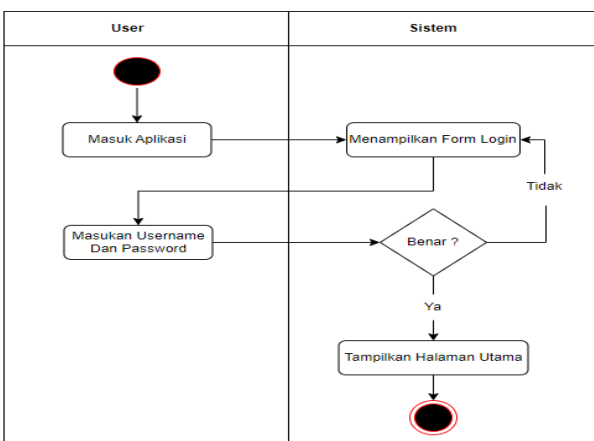 User
Sistem
Masuk Aplikasi
Menampilkan Form Login
Tidak
Masukan Username
Dan Password
Benar ?
Ya
Tampilkan Halaman Utama